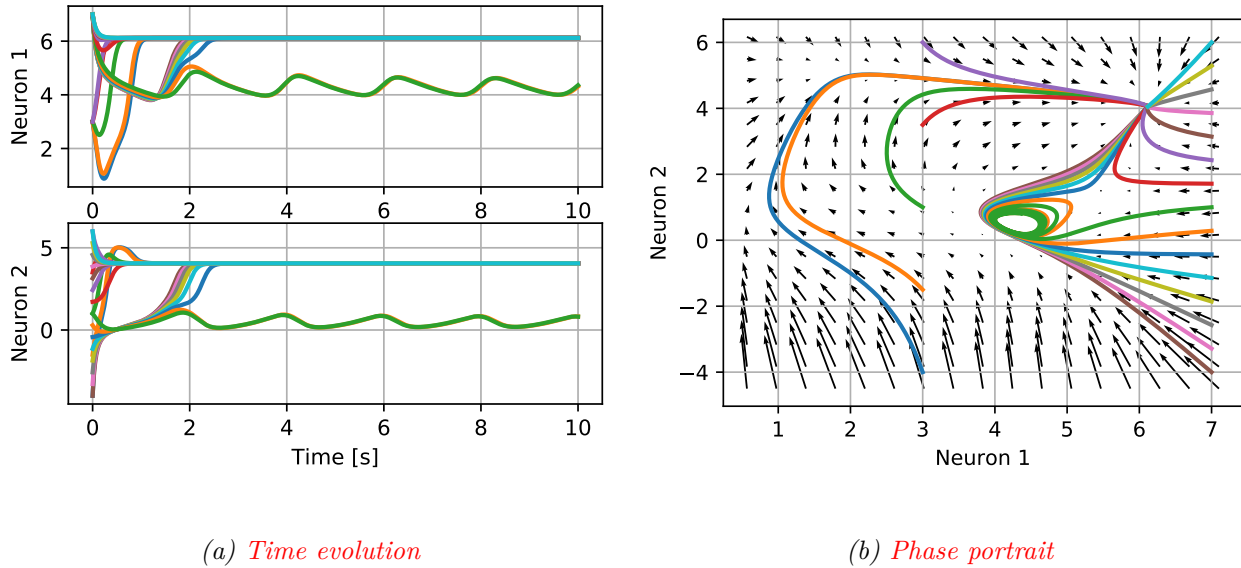 Neuron 1
6
4
2
0 2 4 6 8 10
Neuron 2
5
0
0 2 4 6 8 10
Time [s]
(a) Time evolution
Neuron 2
6
4
2
0
−2
−4
1 2 3 4 5 6 7
Neuron 1
(b) Phase portrait